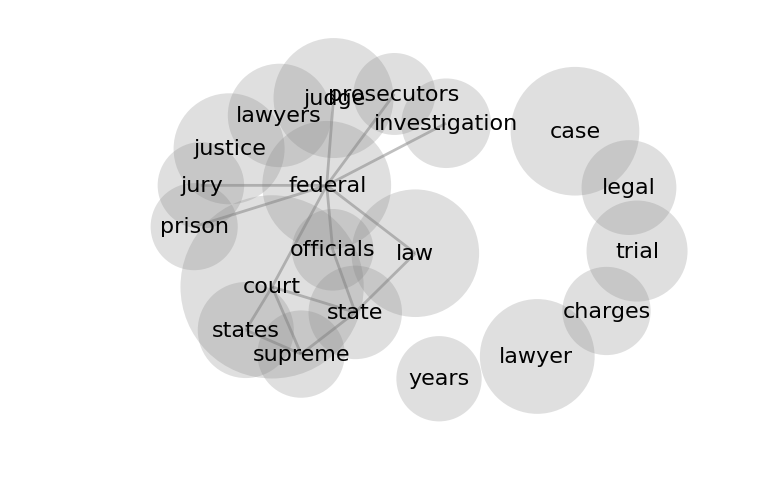 judge
prosecutors
lawyers
investigation
case
justice
jury
federal
legal
prison
officials
law
trial
court
state
charges
states
supreme
lawyer
years